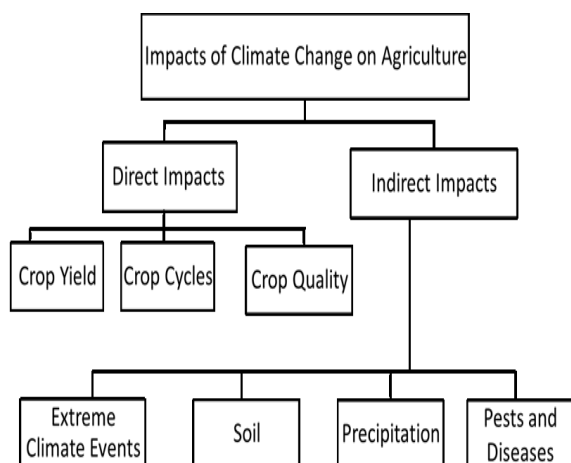 Impacts of Climate Change on Agriculture
Direct Impacts
Indirect Impacts
Crop Yield
Crop Cycles
Crop Quality
Extreme
Climate Events
Soil
Precipitation
Pests and
Diseases